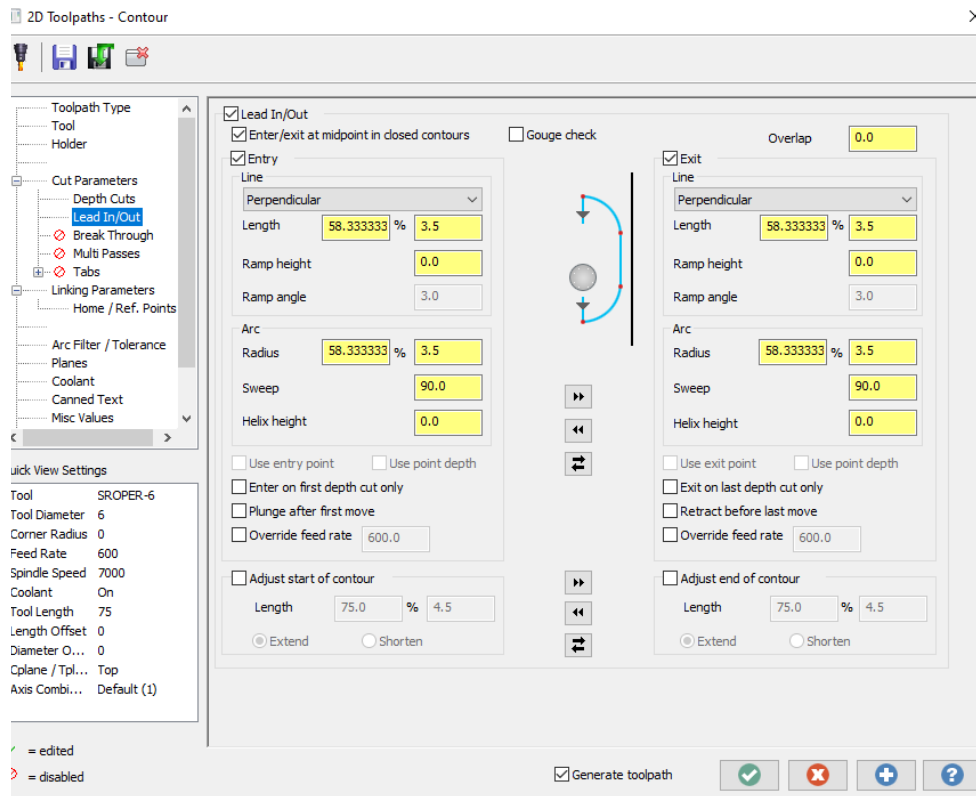 2D Toolpaths - Contour
Toolpath Type
Tool
Holder
Cut Parameters
Depth Cuts
Lead In/Out
Break Through
Multi Passes
Tabs
Linking Parameters
Home / Ref. Points
Arc Filter / Tolerance
Planes
Coolant
Canned Text
Misc Values
uick View Settings
Tool SROPER-6
Tool Diameter 6
Corner Radius 0
Feed Rate 600
Spindle Speed 7000
Coolant On
Tool Length 75
Length Offset 0
Diameter O... 0
Cplane / Tpl... Top
Axis Combi... Default (1)
= edited
= disabled
Lead In/Out
Enter/exit at midpoint in closed contours Gouge check Overlap 0.0
Entry
Line
Perpendicular
Length 58.333333 % 3.5
Ramp height 0.0
Ramp angle 3.0
Arc
Radius 58.333333 % 3.5
Sweep 90.0
Helix height 0.0
Use entry point Use point depth
Enter on first depth cut only
Plunge after first move
Override feed rate 600.0
Adjust start of contour
Length 75.0 % 4.5
Extend Shorten
Exit
Line
Perpendicular
Length 58.333333 % 3.5
Ramp height 0.0
Ramp angle 3.0
Arc
Radius 58.333333 % 3.5
Sweep 90.0
Helix height 0.0
Use exit point Use point depth
Exit on last depth cut only
Retract before last move
Override feed rate 600.0
Adjust end of contour
Length 75.0 % 4.5
Extend Shorten
Generate toolpath